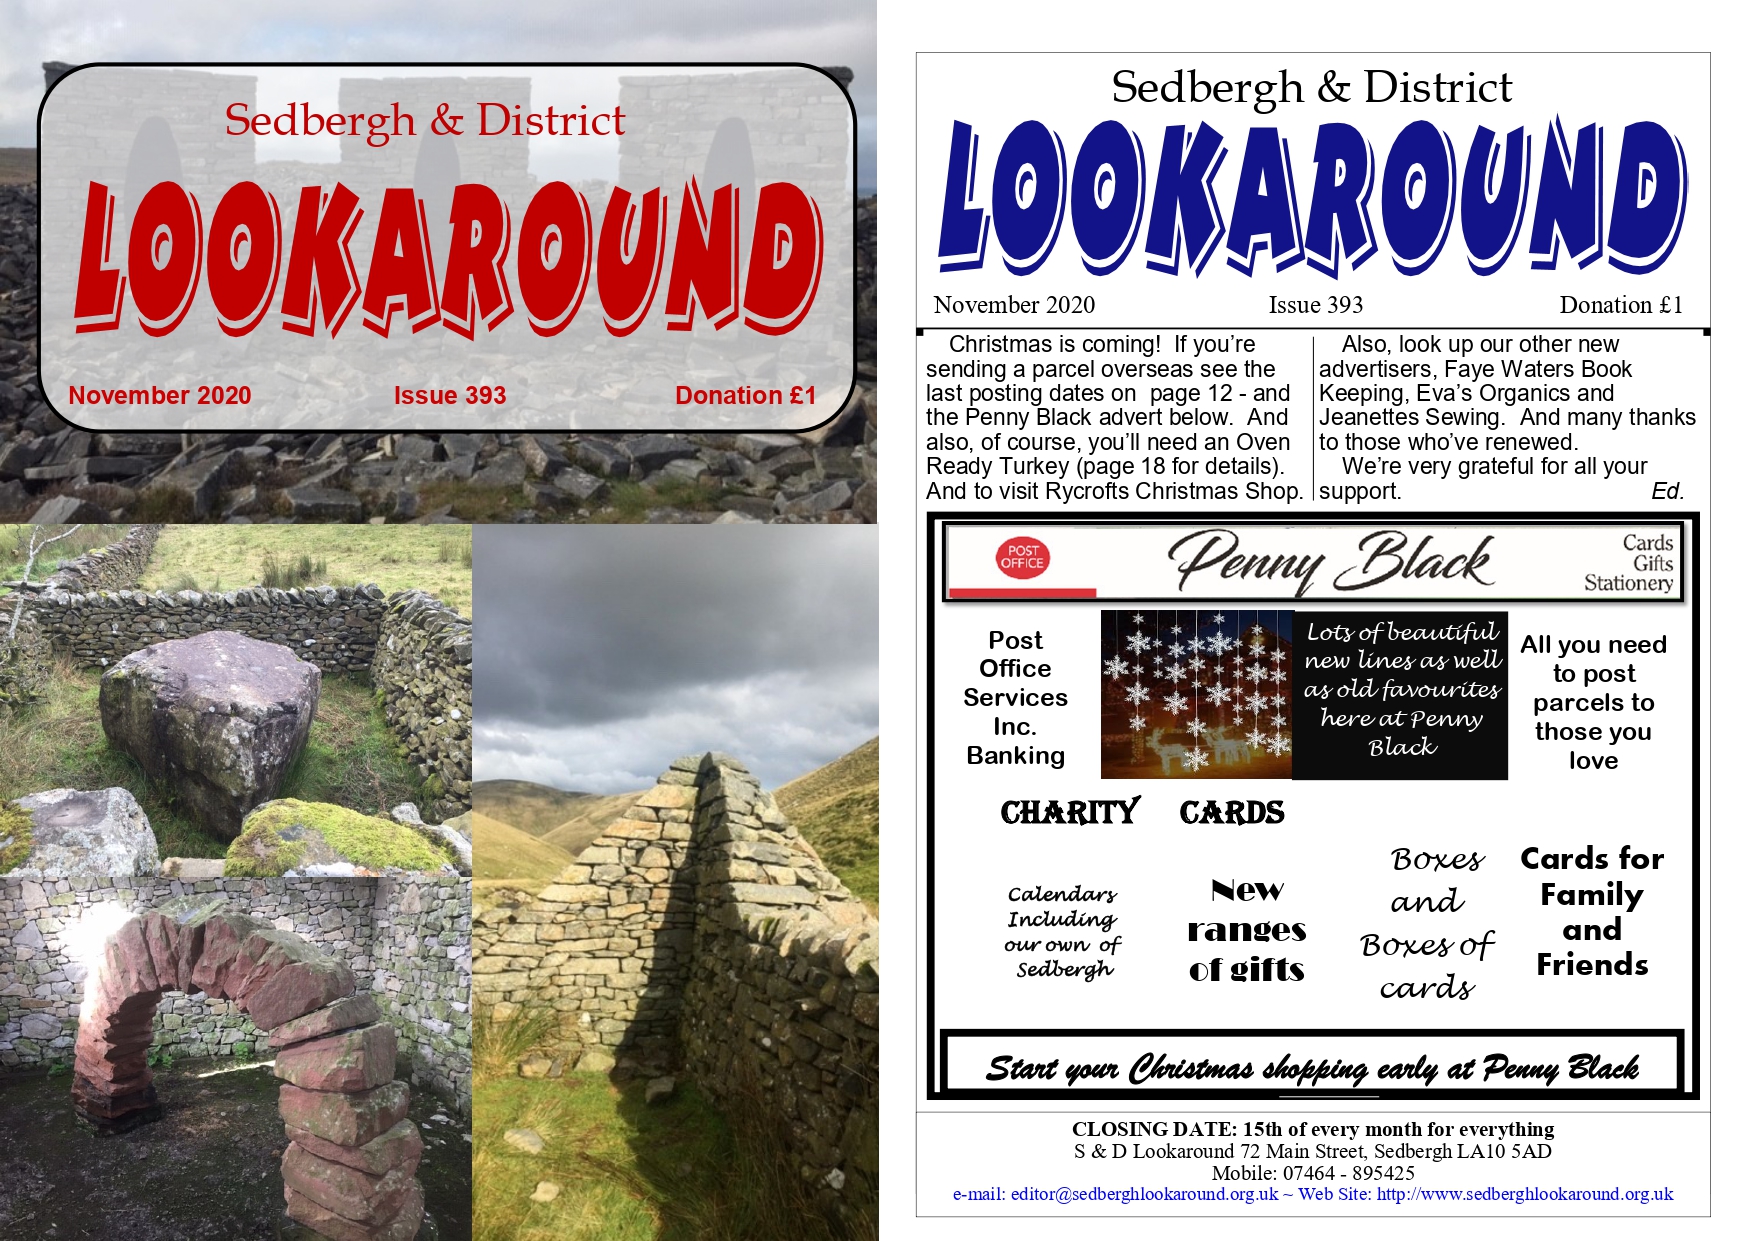 Sedbergh & District
LOOKAROUND
November 2020 Issue 393 Donation £1
Sedbergh & District
LOOKAROUND
November 2020 Issue 393 Donation £1
Christmas is coming! If you’re
sending a parcel overseas see the
last posting dates on page 12 - and
the Penny Black advert below. And
also, of course, you’ll need an Oven
Ready Turkey (page 18 for details).
And to visit Rycrofts Christmas Shop.
Also, look up our other new
advertisers, Faye Waters Book
Keeping, Eva’s Organics and
Jeanettes Sewing. And many thanks
to those who’ve renewed.
We’re very grateful for all your
support. Ed.
POST
OFFICE
Penny Black
Cards
Gifts
Stationery
Post
Office
Services
Inc.
Banking
Lots of beautiful
new lines as well
as old favourites
here at Penny
Black
All you need
to post
parcels to
those you
love
CHARITY CARDS
Calendars
Including
our own of
Sedbergh
New
ranges
of gifts
Boxes
and
Boxes of
cards
Cards for
Family
and
Friends
Start your Christmas shopping early at Penny Black
CLOSING DATE: 15th of every month for everything
S & D Lookaround 72 Main Street, Sedbergh LA10 5AD
Mobile: 07464 - 895425
e-mail: editor@sedberghlookaround.org.uk ~ Web Site: http://www.sedberghlookaround.org.uk